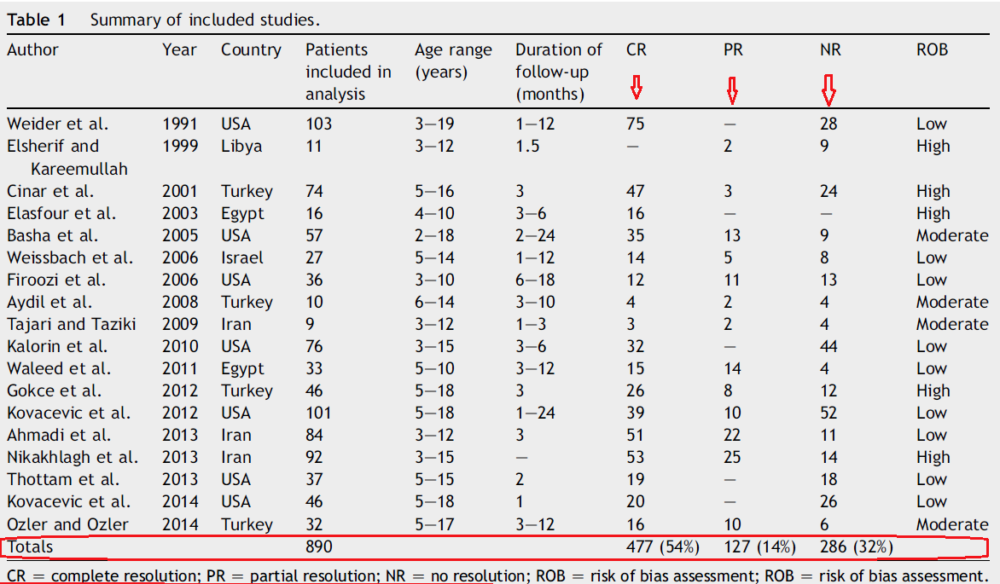 Table 1 Summary of included studies.
Author Year Country Patients included in analysis Age range (years) Duration of follow-up (months) CR PR NR ROB
Weider et al. 1991 USA 103 3—19 1—12 75 — 28 Low
Elsherif and Kareemullah 1999 Libya 11 3—12 1.5 — 2 9 High
Cinar et al. 2001 Turkey 74 5—16 3 47 3 24 High
Elasfour et al. 2003 Egypt 16 4—10 3—6 16 — — High
Basha et al. 2005 USA 57 2—18 2—24 35 13 9 Moderate
Weissbach et al. 2006 Israel 27 5—14 1—12 14 5 8 Low
Firoozi et al. 2006 USA 36 3—10 6—18 12 11 13 Low
Aydil et al. 2008 Turkey 10 6—14 3—10 4 2 4 Moderate
Tajari and Taziki 2009 Iran 9 3—12 1—3 3 2 4 Moderate
Kalorin et al. 2010 USA 76 3—15 3—6 32 — 44 Low
Waleed et al. 2011 Egypt 33 5—10 3—12 15 14 4 Low
Gokce et al. 2012 Turkey 46 5—18 3 26 8 12 High
Kovacevic et al. 2012 USA 101 5—18 1—24 39 10 52 Low
Ahmadi et al. 2013 Iran 84 3—12 3 51 22 11 Low
Nikakhlagh et al. 2013 Iran 92 3—15 — 53 25 14 High
Thottam et al. 2013 USA 37 5—15 2 19 — 18 Low
Kovacevic et al. 2014 USA 46 5—18 1 20 — 26 Low
Ozler and Ozler 2014 Turkey 32 5—17 3—12 16 10 6 Moderate
Totals 890 477 (54%) 127 (14%) 286 (32%)
CR = complete resolution; PR = partial resolution; NR = no resolution; ROB = risk of bias assessment; ROB = risk of bias assessment.